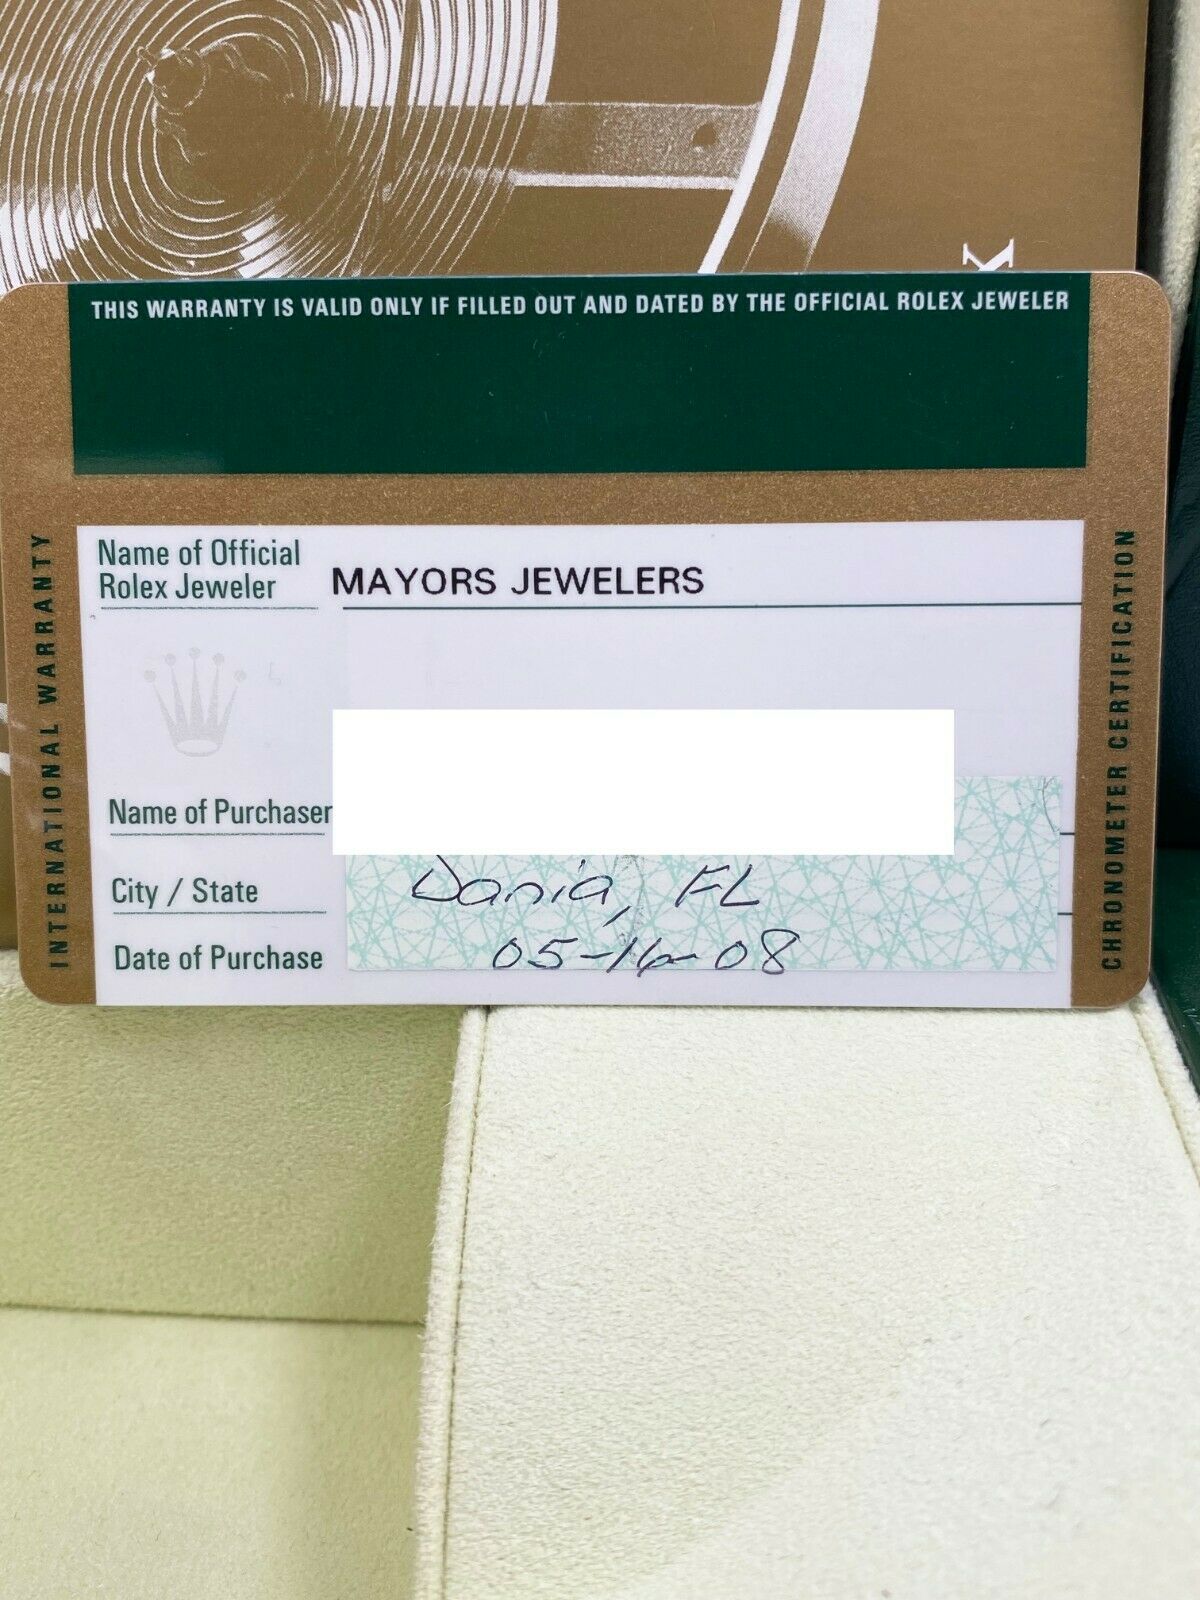 K
THIS WARRANTY IS VALID ONLY IF FILLED OUT AND DATED BY THE OFFICIAL ROLEX JEWELER
INTERNATIONAL WARRANTY
Name of Official
Rolex Jeweler MAYORS JEWELERS
Name of Purchaser
City / State Dania, FL
Date of Purchase 05-16-08
CHRONOMETER CERTIFICATION